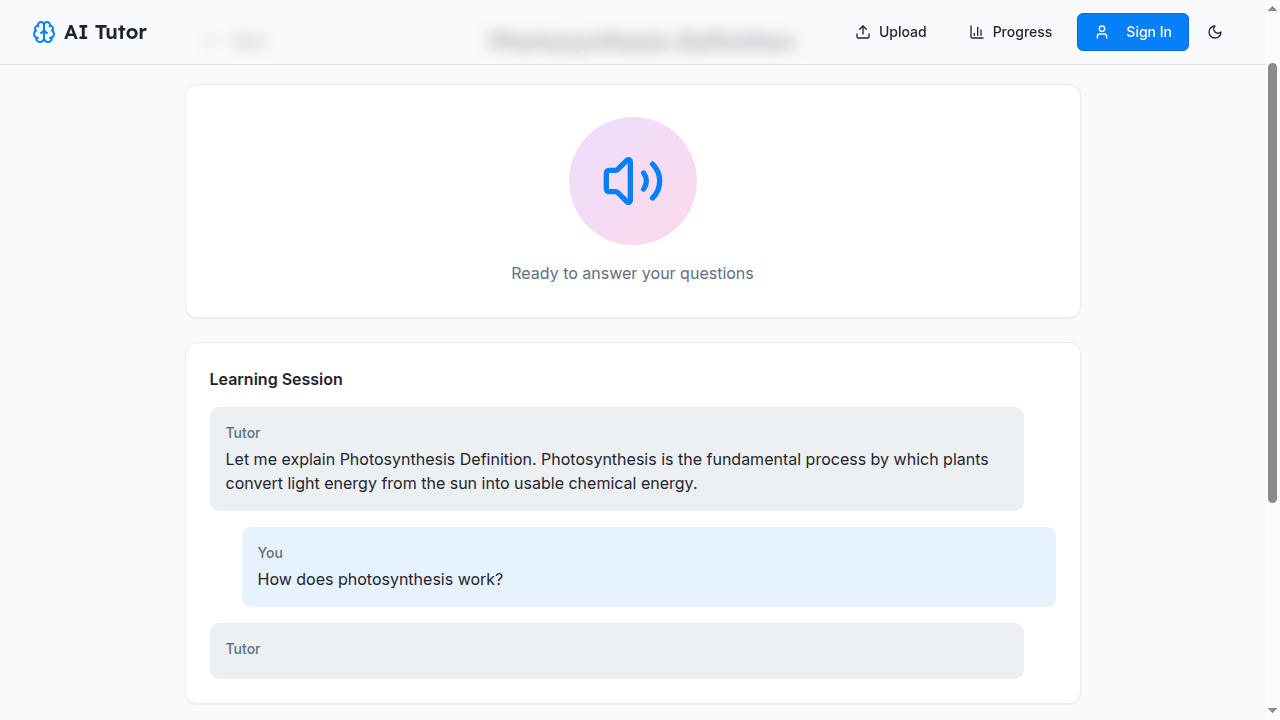 AI Tutor
Upload
Progress
Sign In
Photosynthesis Definition
Ready to answer your questions
Learning Session
Tutor
Let me explain Photosynthesis Definition. Photosynthesis is the fundamental process by which plants
convert light energy from the sun into usable chemical energy.
You
How does photosynthesis work?
Tutor